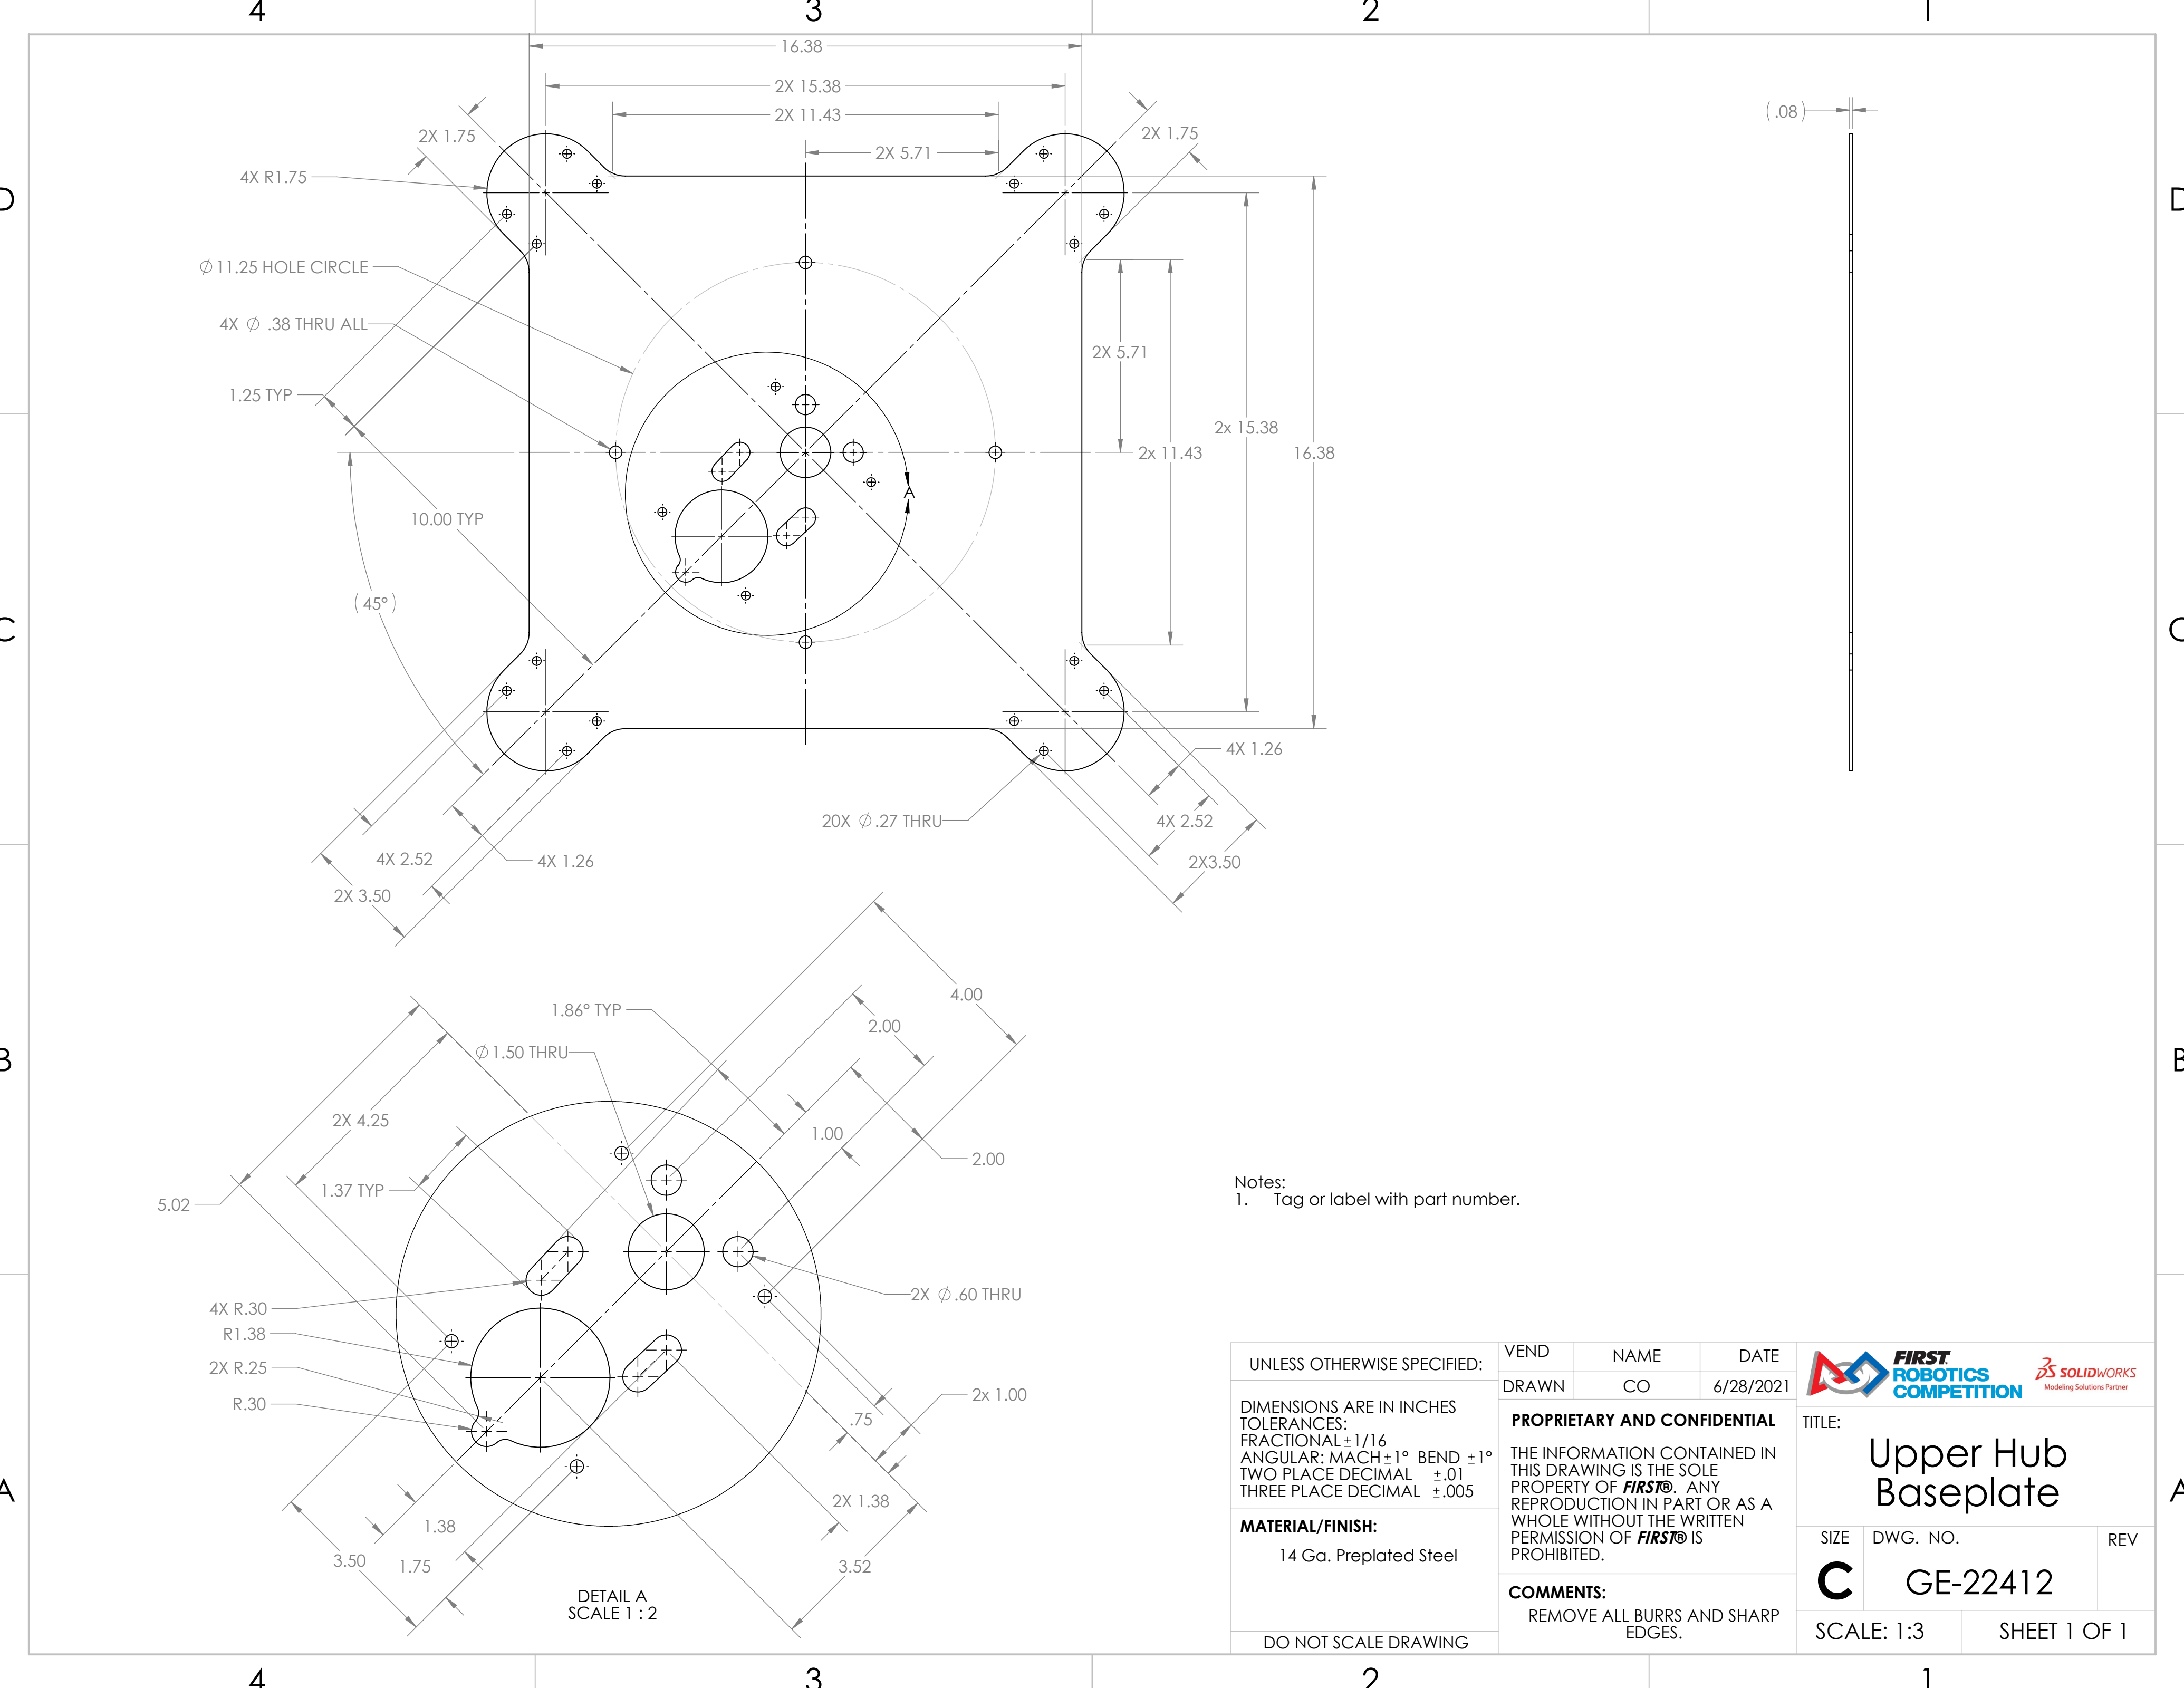 4
3
2
1
16.38
2X 15.38
2X 11.43
2X 5.71
( .08 )
2X 1.75
2X 1.75
4X R1.75
D
D
∅11.25 HOLE CIRCLE
4X ∅ .38 THRU ALL
2X 5.71
1.25 TYP
2x 15.38
2x 11.43
16.38
A
10.00 TYP
( 45° )
C
C
4X 1.26
20X ∅.27 THRU
4X 2.52
4X 2.52
4X 1.26
2X3.50
2X 3.50
4.00
1.86° TYP
2.00
∅1.50 THRU
B
B
2X 4.25
1.00
2.00
1.37 TYP
5.02
2X ∅.60 THRU
4X R.30
R1.38
2X R.25
R.30
2x 1.00
.75
A
A
2X 1.38
1.38
3.50
1.75
3.52
DETAIL A
SCALE 1 : 2
Notes:
1. Tag or label with part number.
UNLESS OTHERWISE SPECIFIED:
DIMENSIONS ARE IN INCHES
TOLERANCES:
FRACTIONAL±1/16
ANGULAR: MACH±1° BEND ±1°
TWO PLACE DECIMAL ±.01
THREE PLACE DECIMAL ±.005
MATERIAL/FINISH:
14 Ga. Preplated Steel
DO NOT SCALE DRAWING
VEND
NAME
DATE
DRAWN
CO
6/28/2021
PROPRIETARY AND CONFIDENTIAL
THE INFORMATION CONTAINED IN
THIS DRAWING IS THE SOLE
PROPERTY OF FIRST®. ANY
REPRODUCTION IN PART OR AS A
WHOLE WITHOUT THE WRITTEN
PERMISSION OF FIRST® IS
PROHIBITED.
COMMENTS:
REMOVE ALL BURRS AND SHARP
EDGES.
FIRST
ROBOTICS
COMPETITION
SOLIDWORKS
Modeling Solutions Partner
TITLE:
Upper Hub
Baseplate
SIZE
DWG. NO.
REV
C
GE-22412
SCALE: 1:3
SHEET 1 OF 1
4
3
2
1